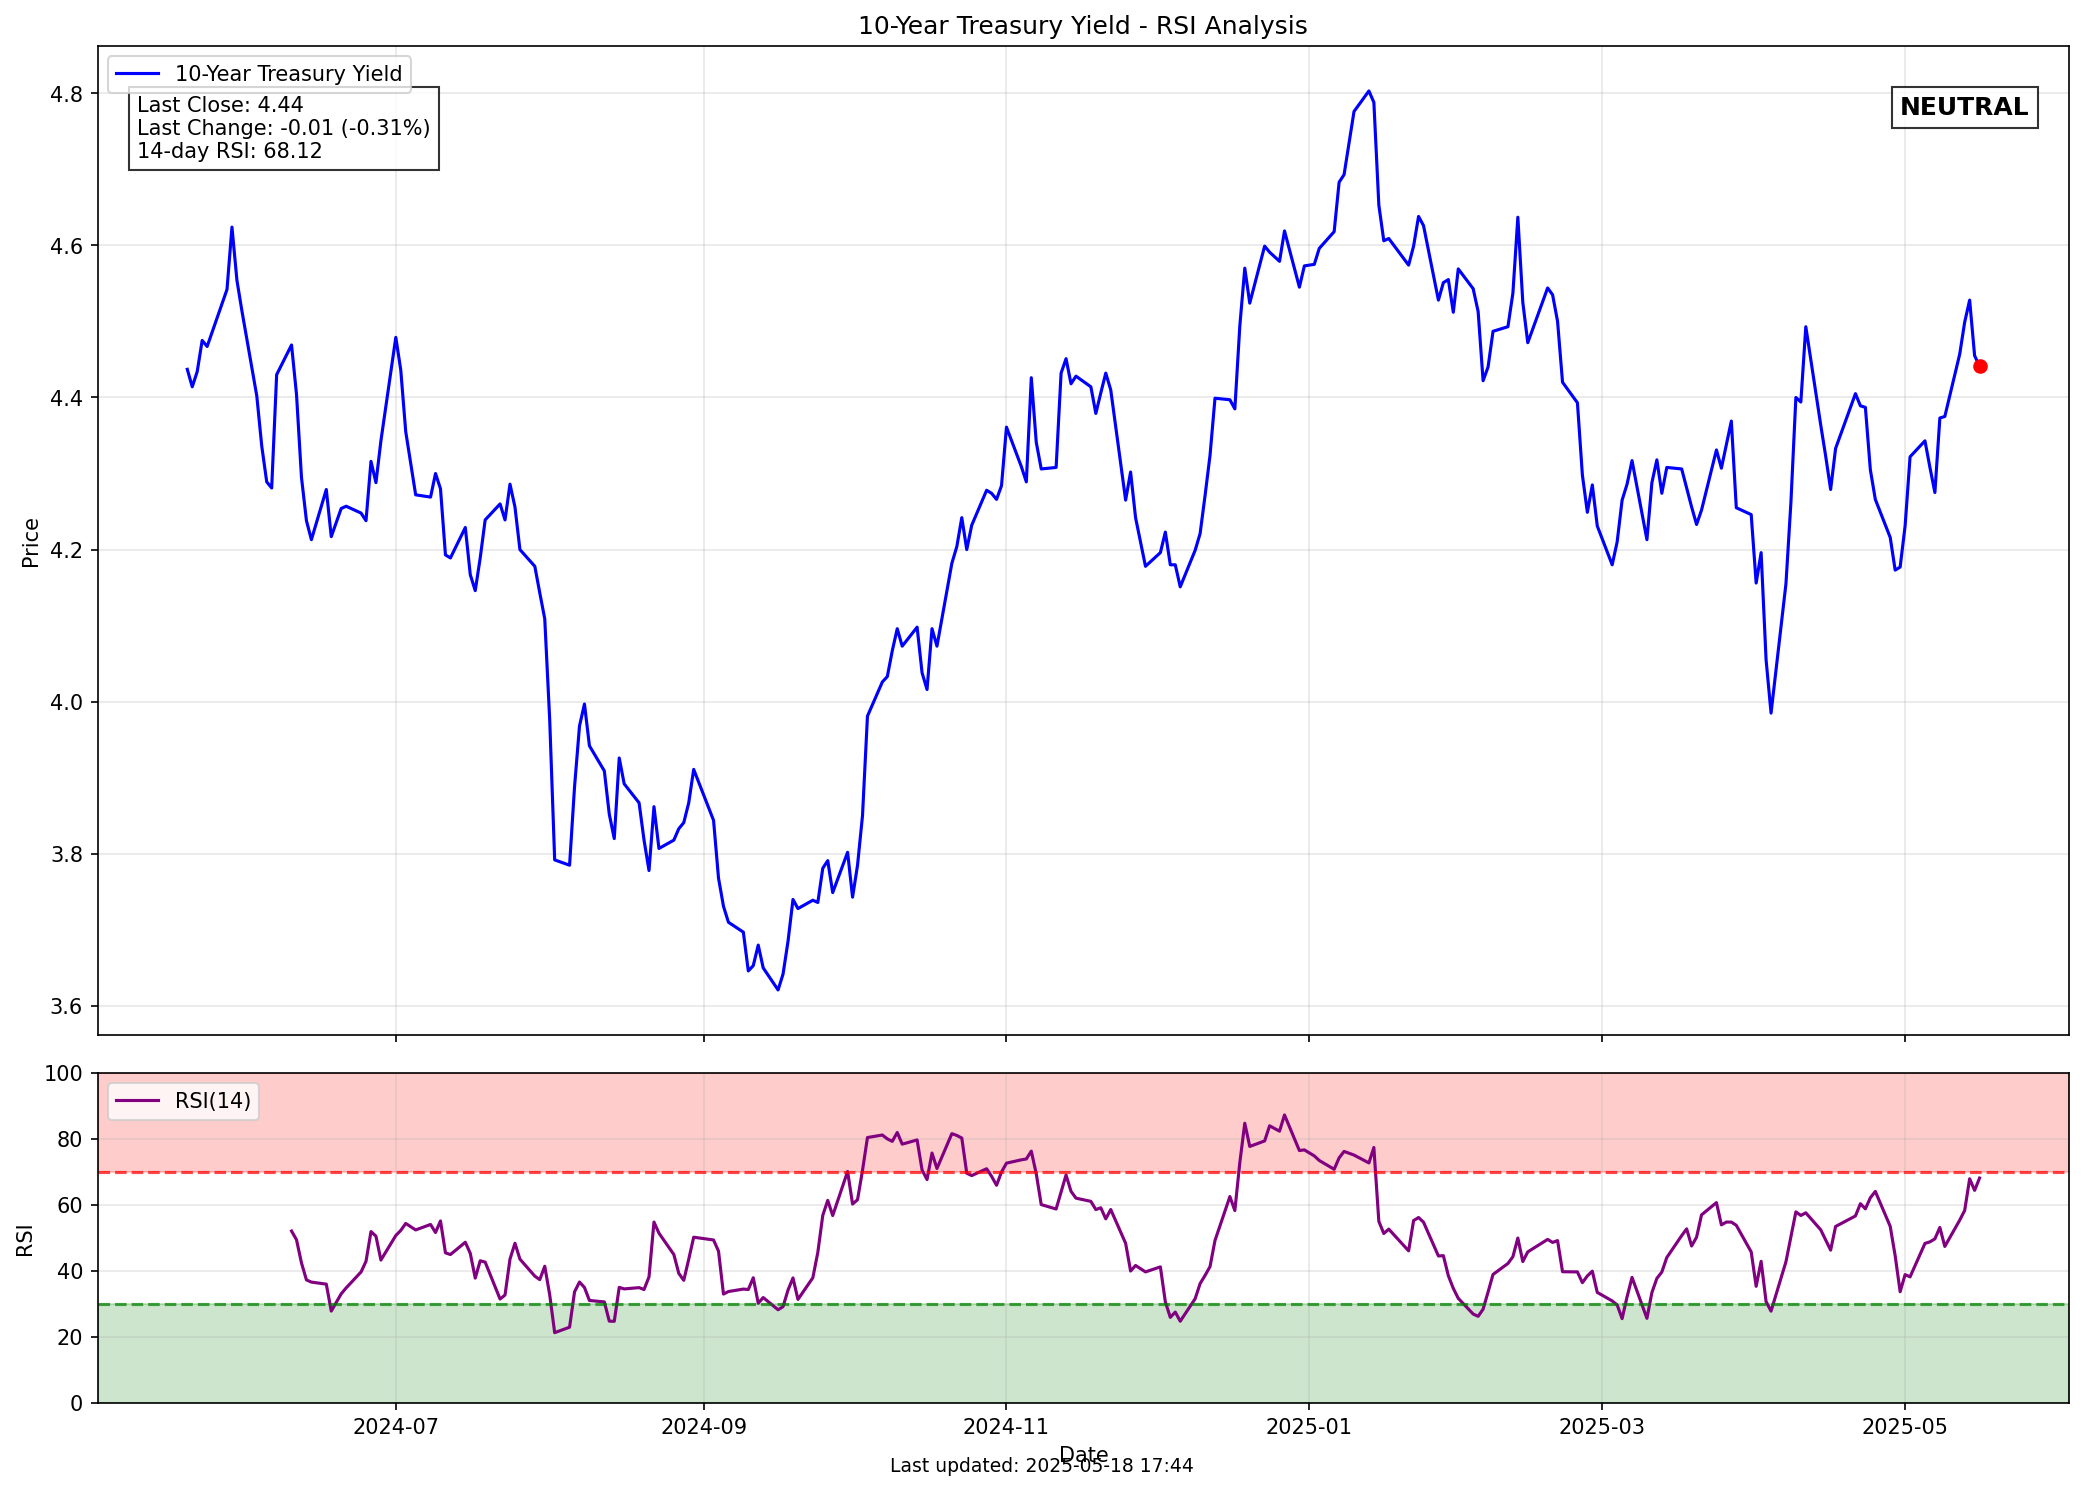 10-Year Treasury Yield - RSI Analysis
10-Year Treasury Yield
Last Close: 4.44
Last Change: -0.01 (-0.31%)
14-day RSI: 68.12
NEUTRAL
Price
4.8
4.6
4.4
4.2
4.0
3.8
3.6
RSI(14)
RSI
100
80
60
40
20
0
2024-07
2024-09
2024-11
2025-01
2025-03
2025-05
Date
Last updated: 2025-05-18 17:44